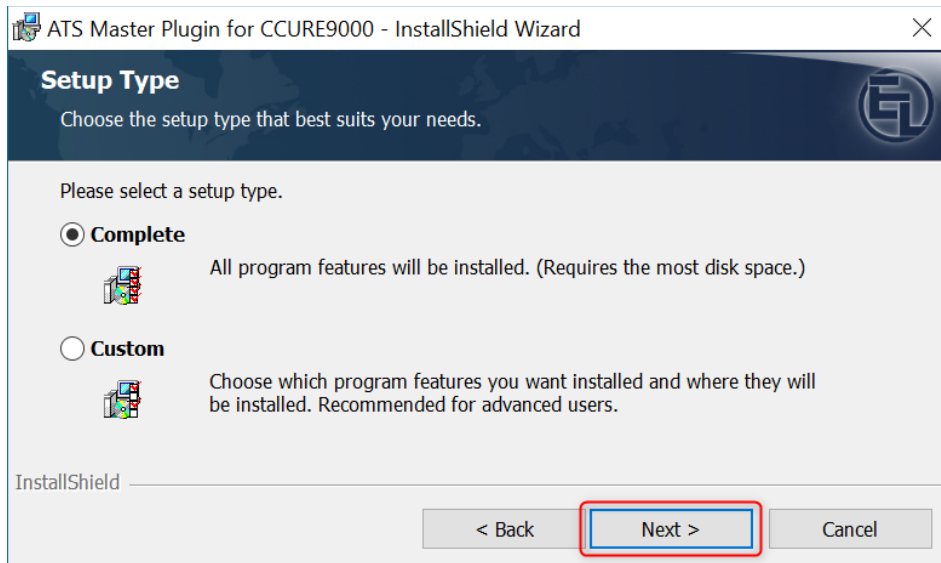 ATS Master Plugin for CCURE9000 - InstallShield Wizard
Setup Type
Choose the setup type that best suits your needs.
EL
Please select a setup type.
Complete
All program features will be installed. (Requires the most disk space.)
Custom
Choose which program features you want installed and where they will
be installed. Recommended for advanced users.
InstallShield
< Back
Next >
Cancel